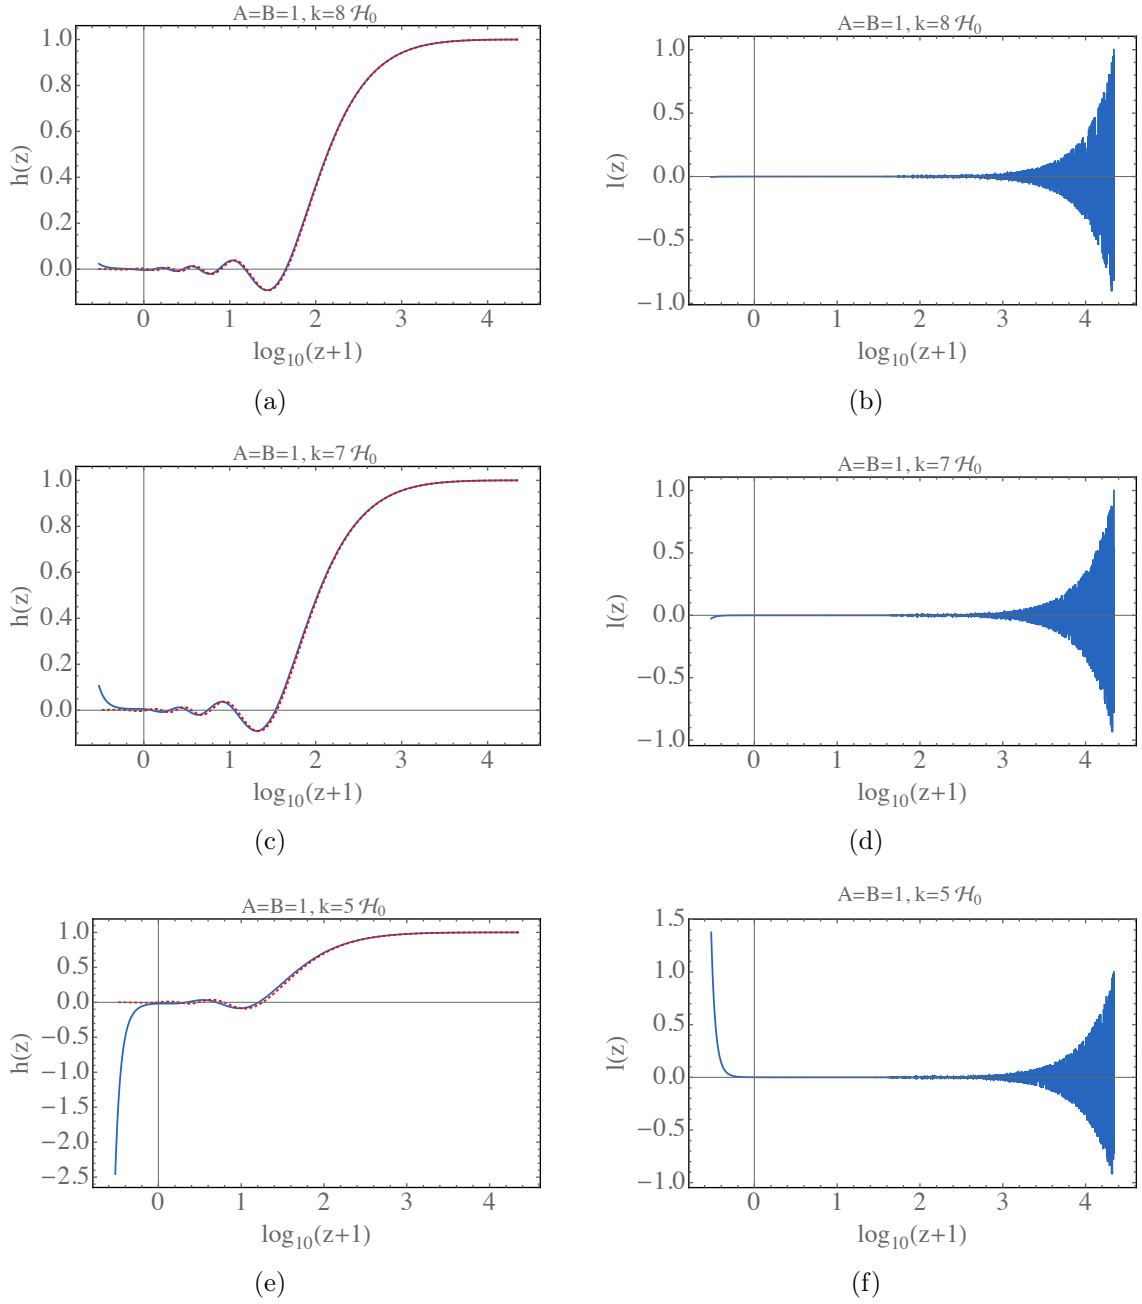 A=B=1, k=8 ℋ₀
h(z)
1.0
0.8
0.6
0.4
0.2
0.0
0 1 2 3 4
log₁₀(z+1)
(a)
A=B=1, k=8 ℋ₀
l(z)
1.0
0.5
0.0
−0.5
−1.0
0 1 2 3 4
log₁₀(z+1)
(b)
A=B=1, k=7 ℋ₀
h(z)
1.0
0.8
0.6
0.4
0.2
0.0
0 1 2 3 4
log₁₀(z+1)
(c)
A=B=1, k=7 ℋ₀
l(z)
1.0
0.5
0.0
−0.5
−1.0
0 1 2 3 4
log₁₀(z+1)
(d)
A=B=1, k=5 ℋ₀
h(z)
1.0
0.5
0.0
−0.5
−1.0
−1.5
−2.0
−2.5
0 1 2 3 4
log₁₀(z+1)
(e)
A=B=1, k=5 ℋ₀
l(z)
1.5
1.0
0.5
0.0
−0.5
−1.0
0 1 2 3 4
log₁₀(z+1)
(f)